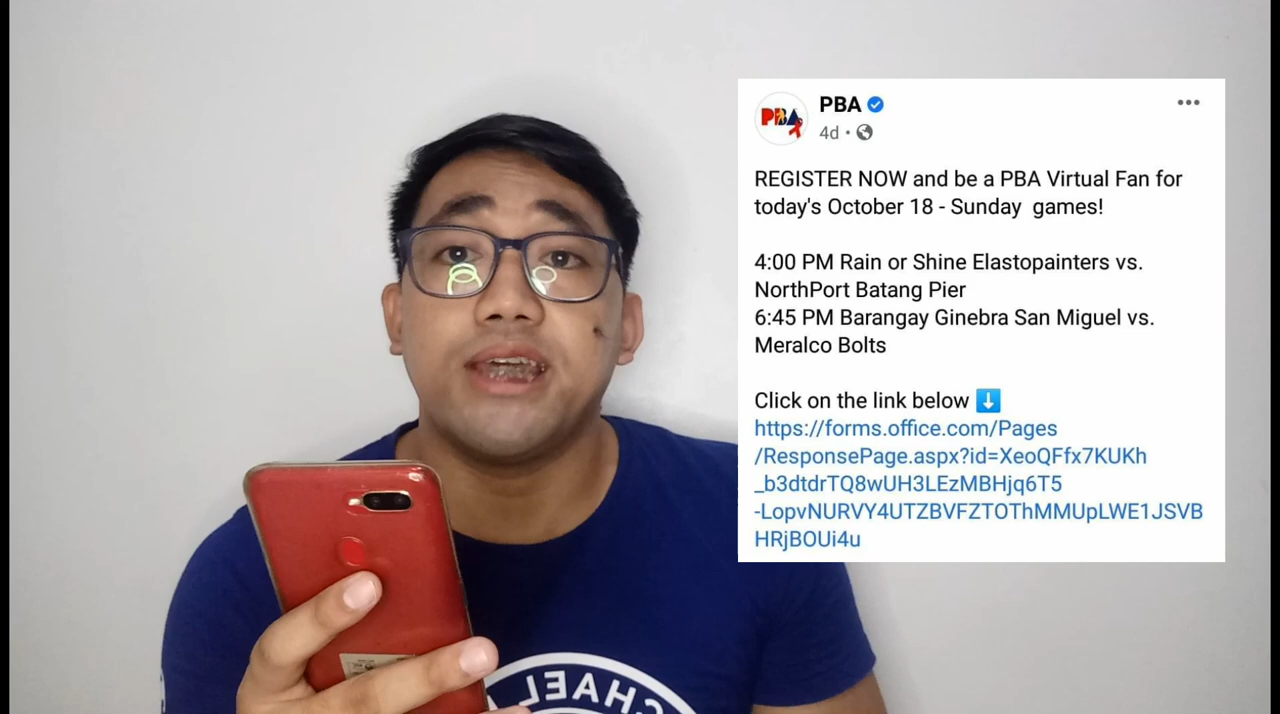 PBA
4d
PBA
REGISTER NOW and be a PBA Virtual Fan for
today's October 18 - Sunday games!
4:00 PM Rain or Shine Elastopainters vs.
NorthPort Batang Pier
6:45 PM Barangay Ginebra San Miguel vs.
Meralco Bolts
Click on the link below
https://forms.office.com/Pages
/ResponsePage.aspx?id=XeoQFfx7KUKh
_b3dtdrTQ8wUH3LEzMBHjq6T5
-LopvNURVY4UTZBVFZTOThMMUpLWE1JSVB
HRjBOUi4u
CHAEL